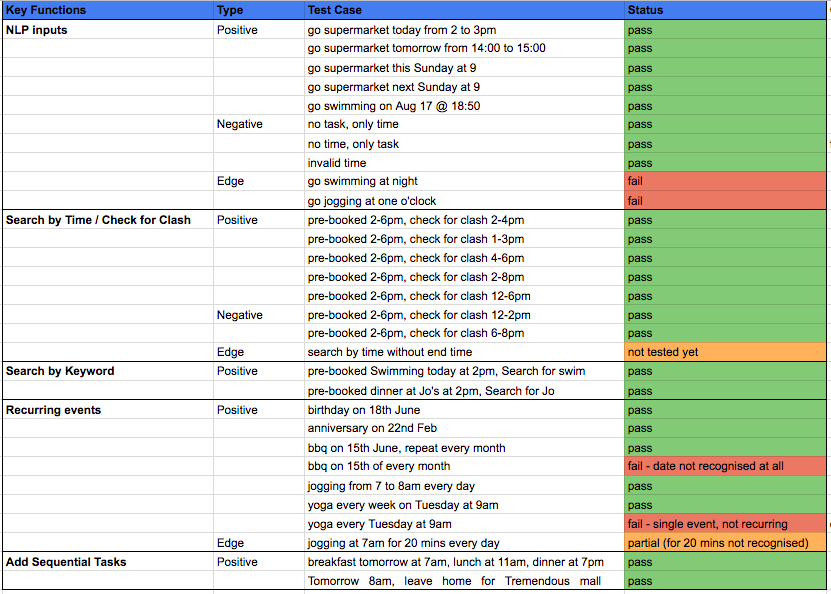 Key Functions Type Test Case Status
NLP inputs Positive go supermarket today from 2 to 3pm pass
go supermarket tomorrow from 14:00 to 15:00 pass
go supermarket this Sunday at 9 pass
go supermarket next Sunday at 9 pass
go swimming on Aug 17 @ 18:50 pass
Negative no task, only time pass
no time, only task pass
invalid time pass
Edge go swimming at night fail
go jogging at one o'clock fail
Search by Time / Check for Clash Positive pre-booked 2-6pm, check for clash 2-4pm pass
pre-booked 2-6pm, check for clash 1-3pm pass
pre-booked 2-6pm, check for clash 4-6pm pass
pre-booked 2-6pm, check for clash 2-8pm pass
pre-booked 2-6pm, check for clash 12-6pm pass
Negative pre-booked 2-6pm, check for clash 12-2pm pass
pre-booked 2-6pm, check for clash 6-8pm pass
Edge search by time without end time not tested yet
Search by Keyword Positive pre-booked Swimming today at 2pm, Search for swim pass
pre-booked dinner at Jo's at 2pm, Search for Jo pass
Recurring events Positive birthday on 18th June pass
anniversary on 22nd Feb pass
bbq on 15th June, repeat every month pass
bbq on 15th of every month fail - date not recognised at all
jogging from 7 to 8am every day pass
yoga every week on Tuesday at 9am pass
yoga every Tuesday at 9am fail - single event, not recurring
Edge jogging at 7am for 20 mins every day partial (for 20 mins not recognised)
Add Sequential Tasks Positive breakfast tomorrow at 7am, lunch at 11am, dinner at 7pm pass
Tomorrow 8am, leave home for Tremendous mall pass